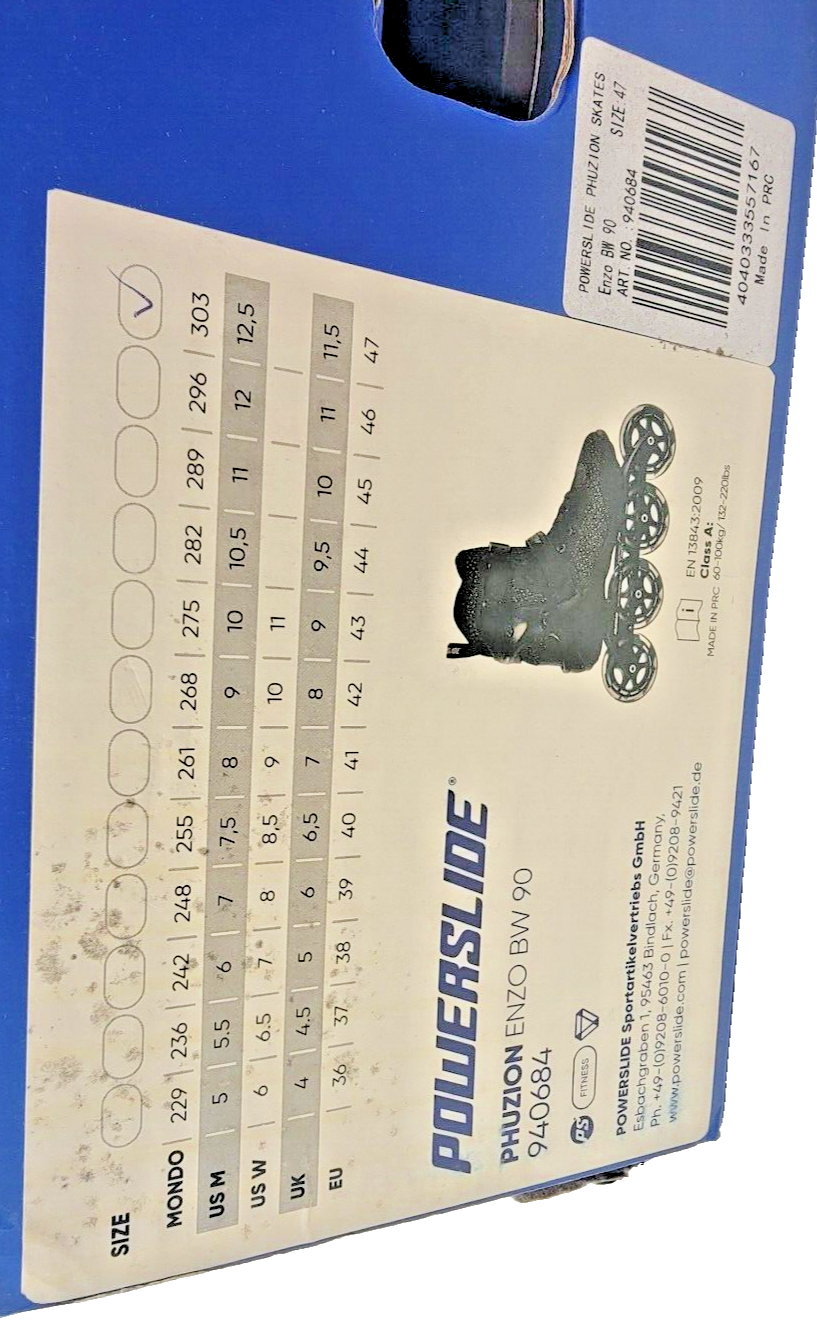 SIZE
MONDO | 229 | 236 | 242 | 248 | 255 | 261 | 268 | 275 | 282 | 289 | 296 | 303
US M | 5 | 5.5 | 6 | 7 | 7,5 | 8 | 9 | 10 | 10,5 | 11 | 12 | 12,5
US W | 6 | 6.5 | 7 | 8 | 8,5 | 9 | 10 | 11 | | | |
UK | 4 | 4.5 | 5 | 6 | 6,5 | 7 | 8 | 9 | 9,5 | 10 | 11 | 11,5
EU | 36 | 37 | 38 | 39 | 40 | 41 | 42 | 43 | 44 | 45 | 46 | 47
POWERSLIDE®
PHUZION ENZO BW 90
940684
PS FITNESS
POWERSLIDE Sportartikelvertriebs GmbH
Esbachgraben 1, 95463 Bindlach, Germany,
Ph. +49-(0)9208-6010-0 | Fx. +49-(0)9208-9421
www.powerslide.com | powerslide@powerslide.de
i
EN 13843:2009
Class A:
MADE IN PRC 60-100kg/132-220lbs
POWERSLIDE PHUZION SKATES
Enzo BW 90 SIZE:47
ART. NO. :940684
4040333557167
Made In PRC